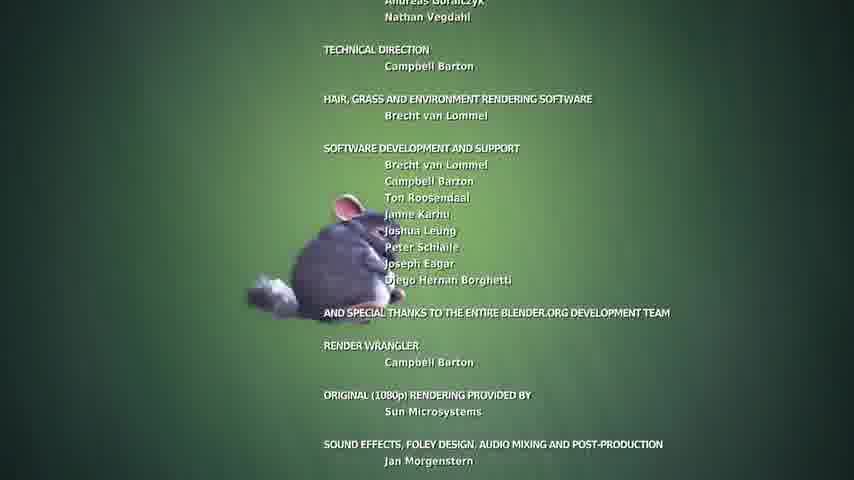 Andreas Goralczyk
Nathan Vegdahl
TECHNICAL DIRECTION
Campbell Barton
HAIR, GRASS AND ENVIRONMENT RENDERING SOFTWARE
Brecht van Lommel
SOFTWARE DEVELOPMENT AND SUPPORT
Brecht van Lommel
Campbell Barton
Ton Roosendaal
Janne Karhu
Joshua Leung
Peter Schlaile
Joseph Eagar
Diego Hernan Borghetti
AND SPECIAL THANKS TO THE ENTIRE BLENDER.ORG DEVELOPMENT TEAM
RENDER WRANGLER
Campbell Barton
ORIGINAL (1080p) RENDERING PROVIDED BY
Sun Microsystems
SOUND EFFECTS, FOLEY DESIGN, AUDIO MIXING AND POST-PRODUCTION
Jan Morgenstern